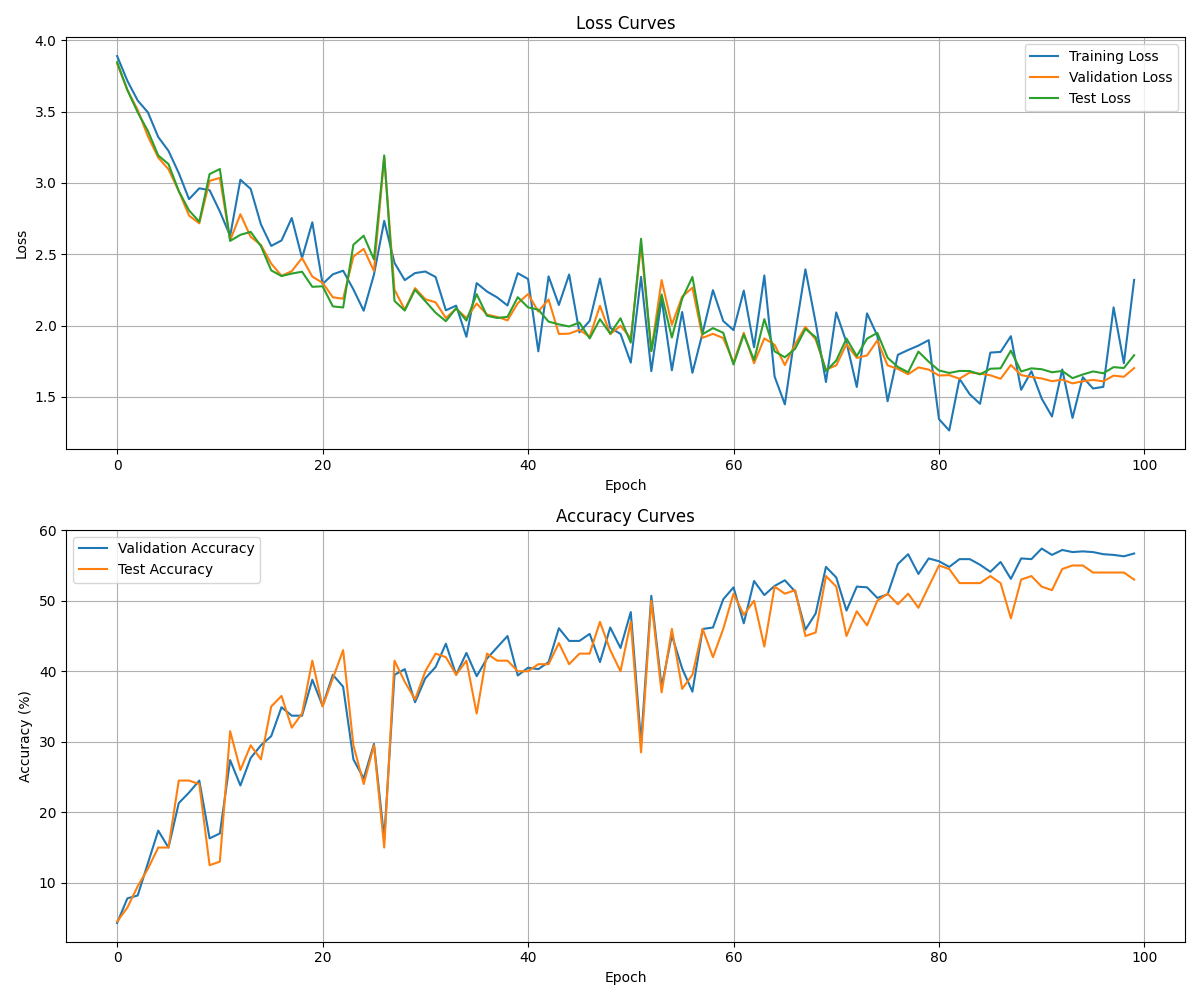 Loss Curves
4.0
3.5
3.0
2.5
2.0
1.5
Loss
Training Loss
Validation Loss
Test Loss
0 20 40 60 80 100
Epoch
Accuracy Curves
60
50
40
30
20
10
Accuracy (%)
Validation Accuracy
Test Accuracy
0 20 40 60 80 100
Epoch